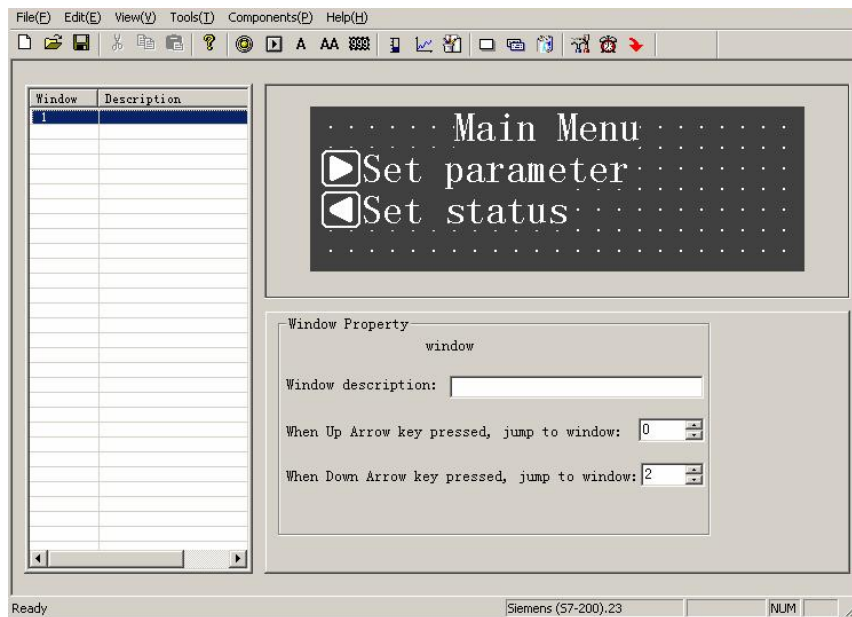 File(F) Edit(E) View(V) Tools(T) Components(P) Help(H)
A AA
Window Description
1
Main Menu
Set parameter
Set status
Window Property
window
Window description:
When Up Arrow key pressed, jump to window: 0
When Down Arrow key pressed, jump to window: 2
Ready Siemens (S7-200).23 NUM